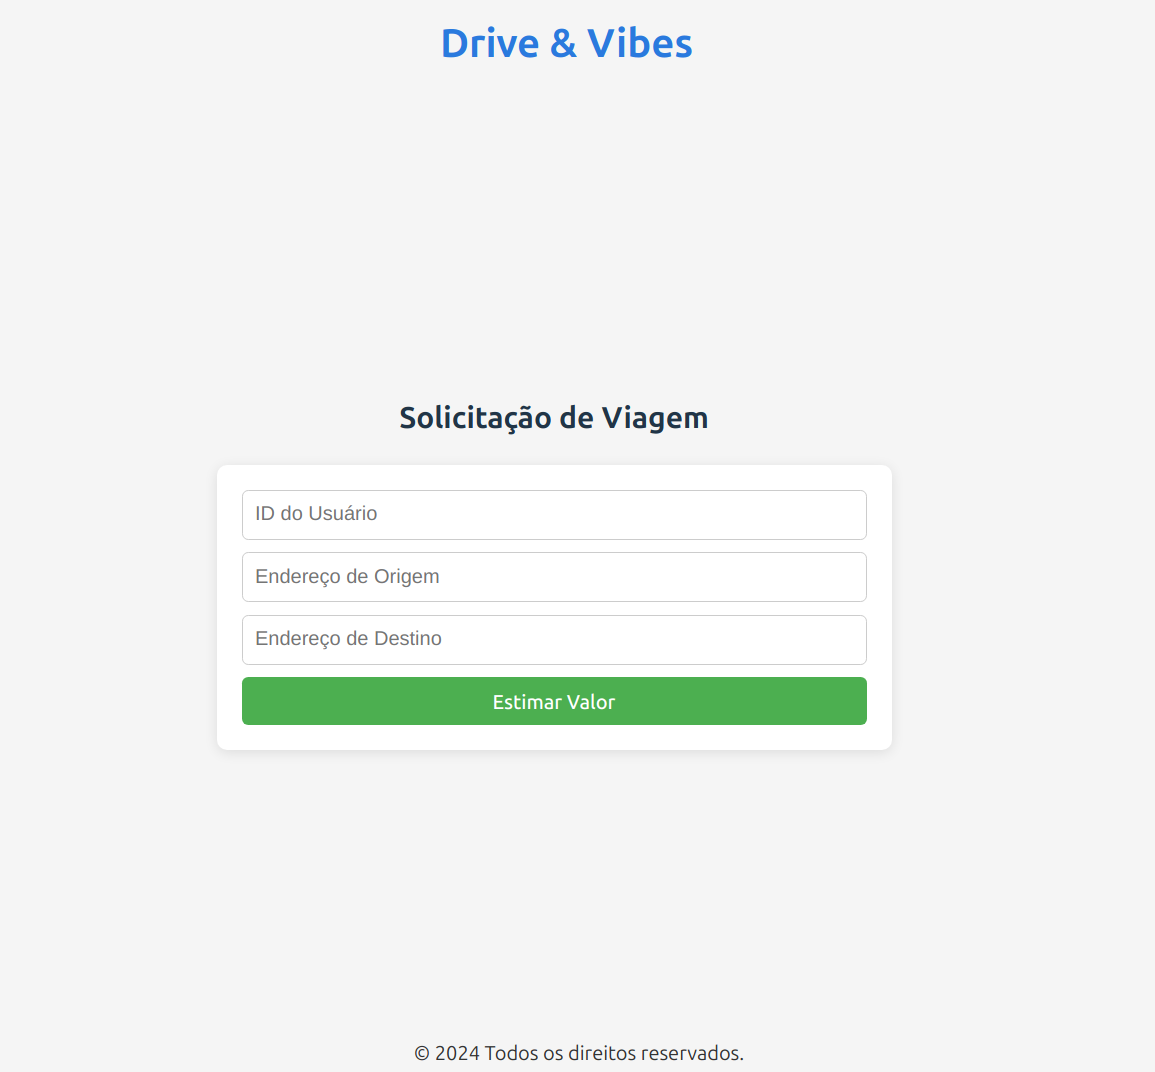 Drive & Vibes
Solicitação de Viagem
ID do Usuário
Endereço de Origem
Endereço de Destino
Estimar Valor
© 2024 Todos os direitos reservados.